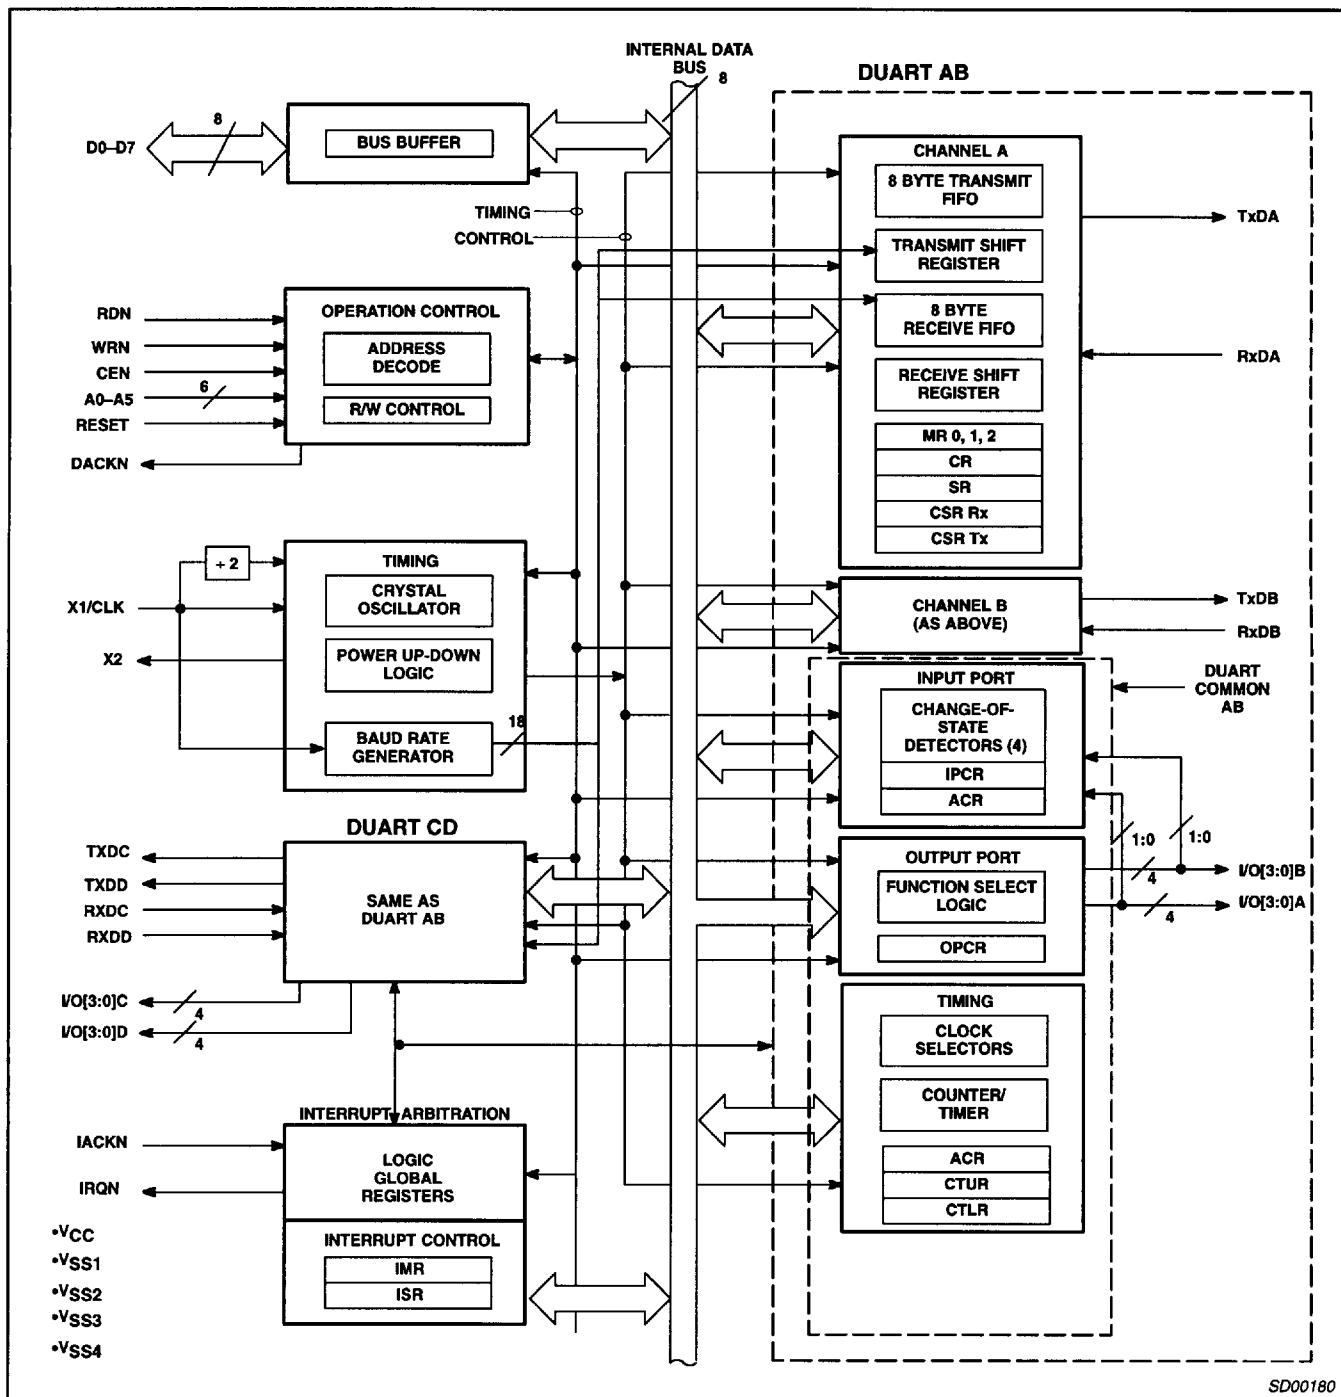 INTERNAL DATA
BUS
8
DUART AB
D0–D7
8
BUS BUFFER
TIMING
CONTROL
RDN
WRN
CEN
A0–A5
6
RESET
DACKN
OPERATION CONTROL
ADDRESS
DECODE
R/W CONTROL
÷ 2
X1/CLK
X2
TIMING
CRYSTAL
OSCILLATOR
POWER UP-DOWN
LOGIC
BAUD RATE
GENERATOR
18
DUART CD
TXDC
TXDD
RXDC
RXDD
SAME AS
DUART AB
I/O[3:0]C
4
I/O[3:0]D
4
INTERRUPT ARBITRATION
IACKN
IRQN
LOGIC
GLOBAL
REGISTERS
INTERRUPT CONTROL
IMR
ISR
•VCC
•VSS1
•VSS2
•VSS3
•VSS4
CHANNEL A
8 BYTE TRANSMIT
FIFO
TRANSMIT SHIFT
REGISTER
8 BYTE
RECEIVE FIFO
RECEIVE SHIFT
REGISTER
MR 0, 1, 2
CR
SR
CSR Rx
CSR Tx
TxDA
RxDA
CHANNEL B
(AS ABOVE)
TxDB
RxDB
DUART
COMMON
AB
INPUT PORT
CHANGE-OF-
STATE
DETECTORS (4)
IPCR
ACR
1:0
1:0
OUTPUT PORT
FUNCTION SELECT
LOGIC
OPCR
4
I/O[3:0]B
4
I/O[3:0]A
TIMING
CLOCK
SELECTORS
COUNTER/
TIMER
ACR
CTUR
CTLR
SD00180